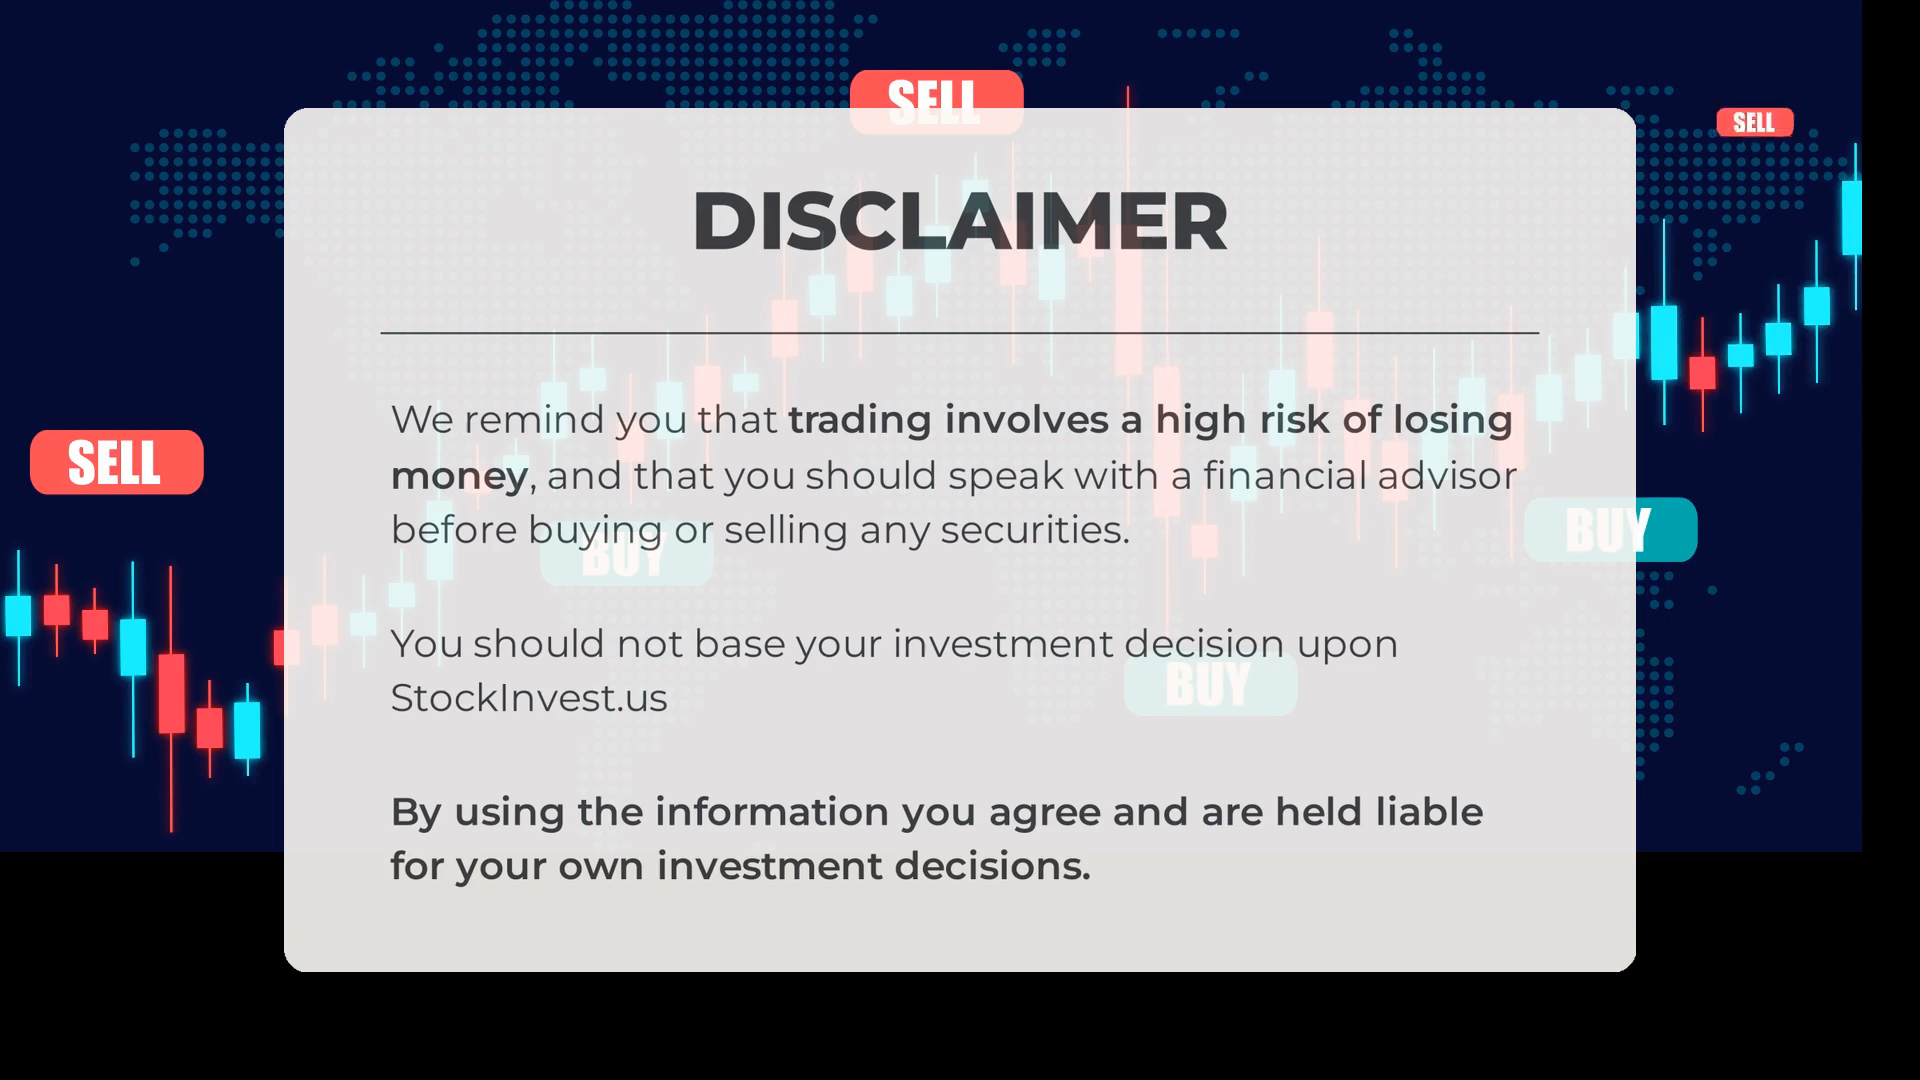 SELL
SELL
DISCLAIMER
We remind you that trading involves a high risk of losing
money, and that you should speak with a financial advisor
before buying or selling any securities.
SELL
BUY
BUY
You should not base your investment decision upon
StockInvest.us
BUY
By using the information you agree and are held liable
for your own investment decisions.